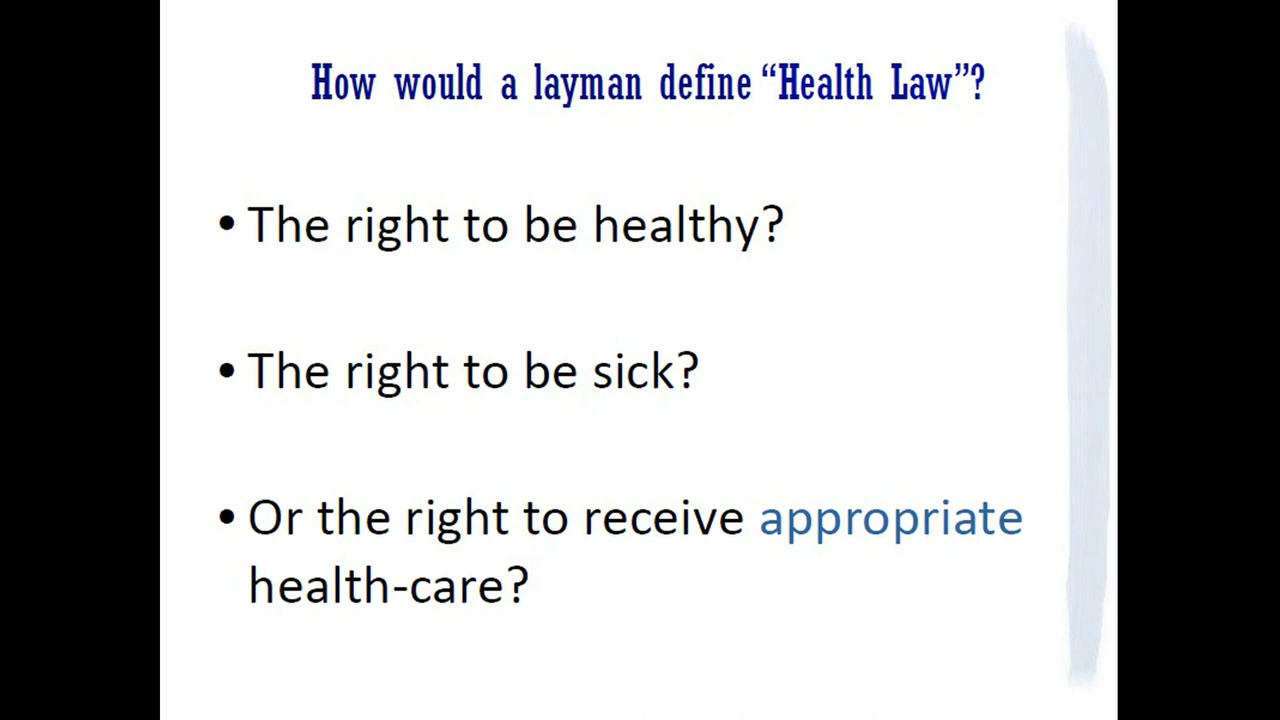 How would a layman define “Health Law”?
• The right to be healthy?
• The right to be sick?
• Or the right to receive appropriate
health-care?